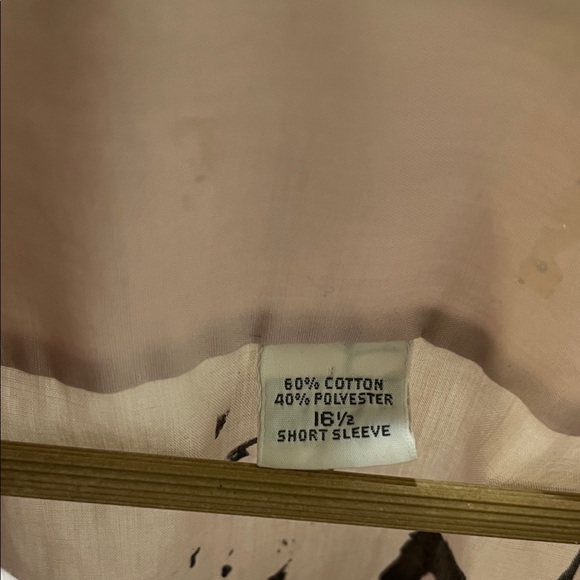 60% COTTON
40% POLYESTER
16½
SHORT SLEEVE